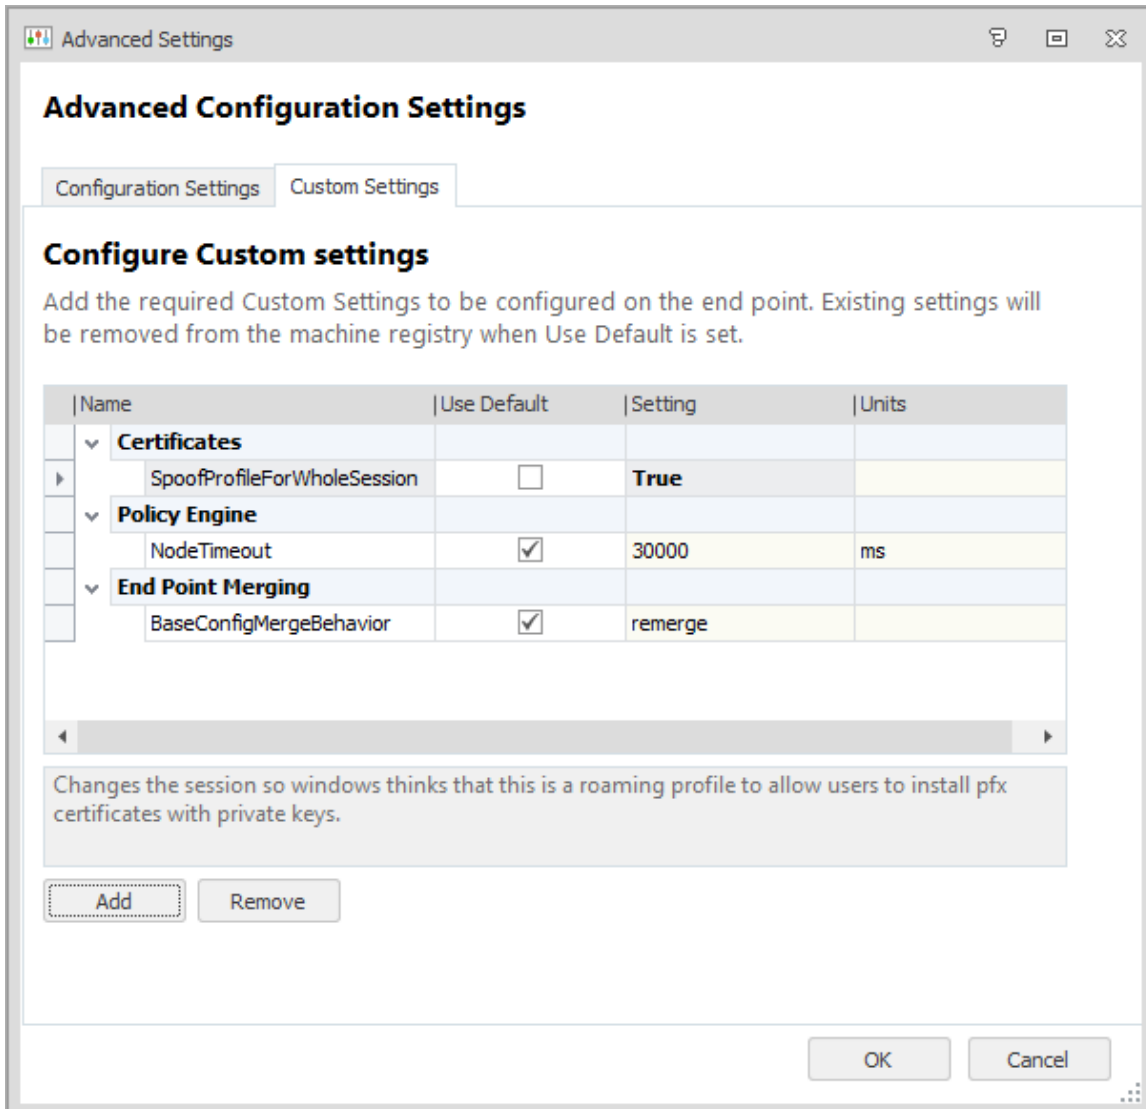 Advanced Settings
Advanced Configuration Settings
Configuration Settings Custom Settings
Configure Custom settings
Add the required Custom Settings to be configured on the end point. Existing settings will
be removed from the machine registry when Use Default is set.
|Name |Use Default |Setting |Units
Certificates
SpoofProfileForWholeSession True
Policy Engine
NodeTimeout 30000 ms
End Point Merging
BaseConfigMergeBehavior remerge
Changes the session so windows thinks that this is a roaming profile to allow users to install pfx
certificates with private keys.
Add Remove
OK Cancel